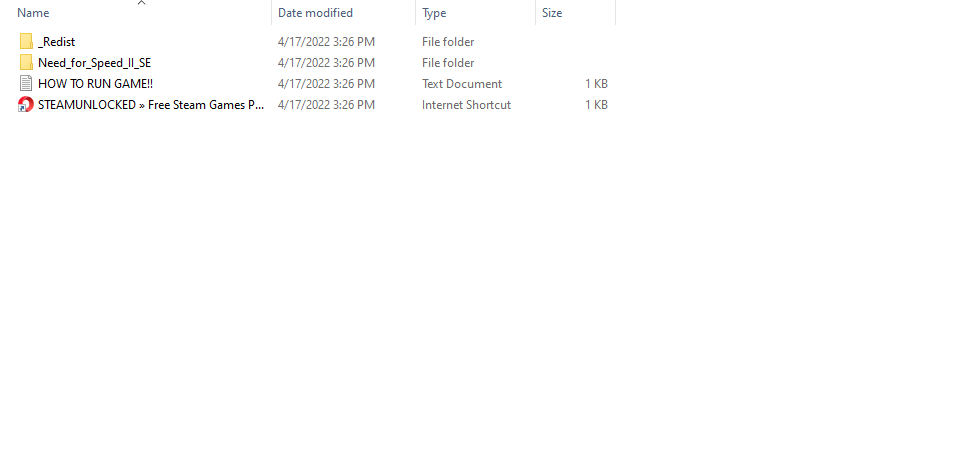 Name Date modified Type Size
_Redist 4/17/2022 3:26 PM File folder
Need_for_Speed_II_SE 4/17/2022 3:26 PM File folder
HOW TO RUN GAME!! 4/17/2022 3:26 PM Text Document 1 KB
STEAMUNLOCKED » Free Steam Games P... 4/17/2022 3:26 PM Internet Shortcut 1 KB